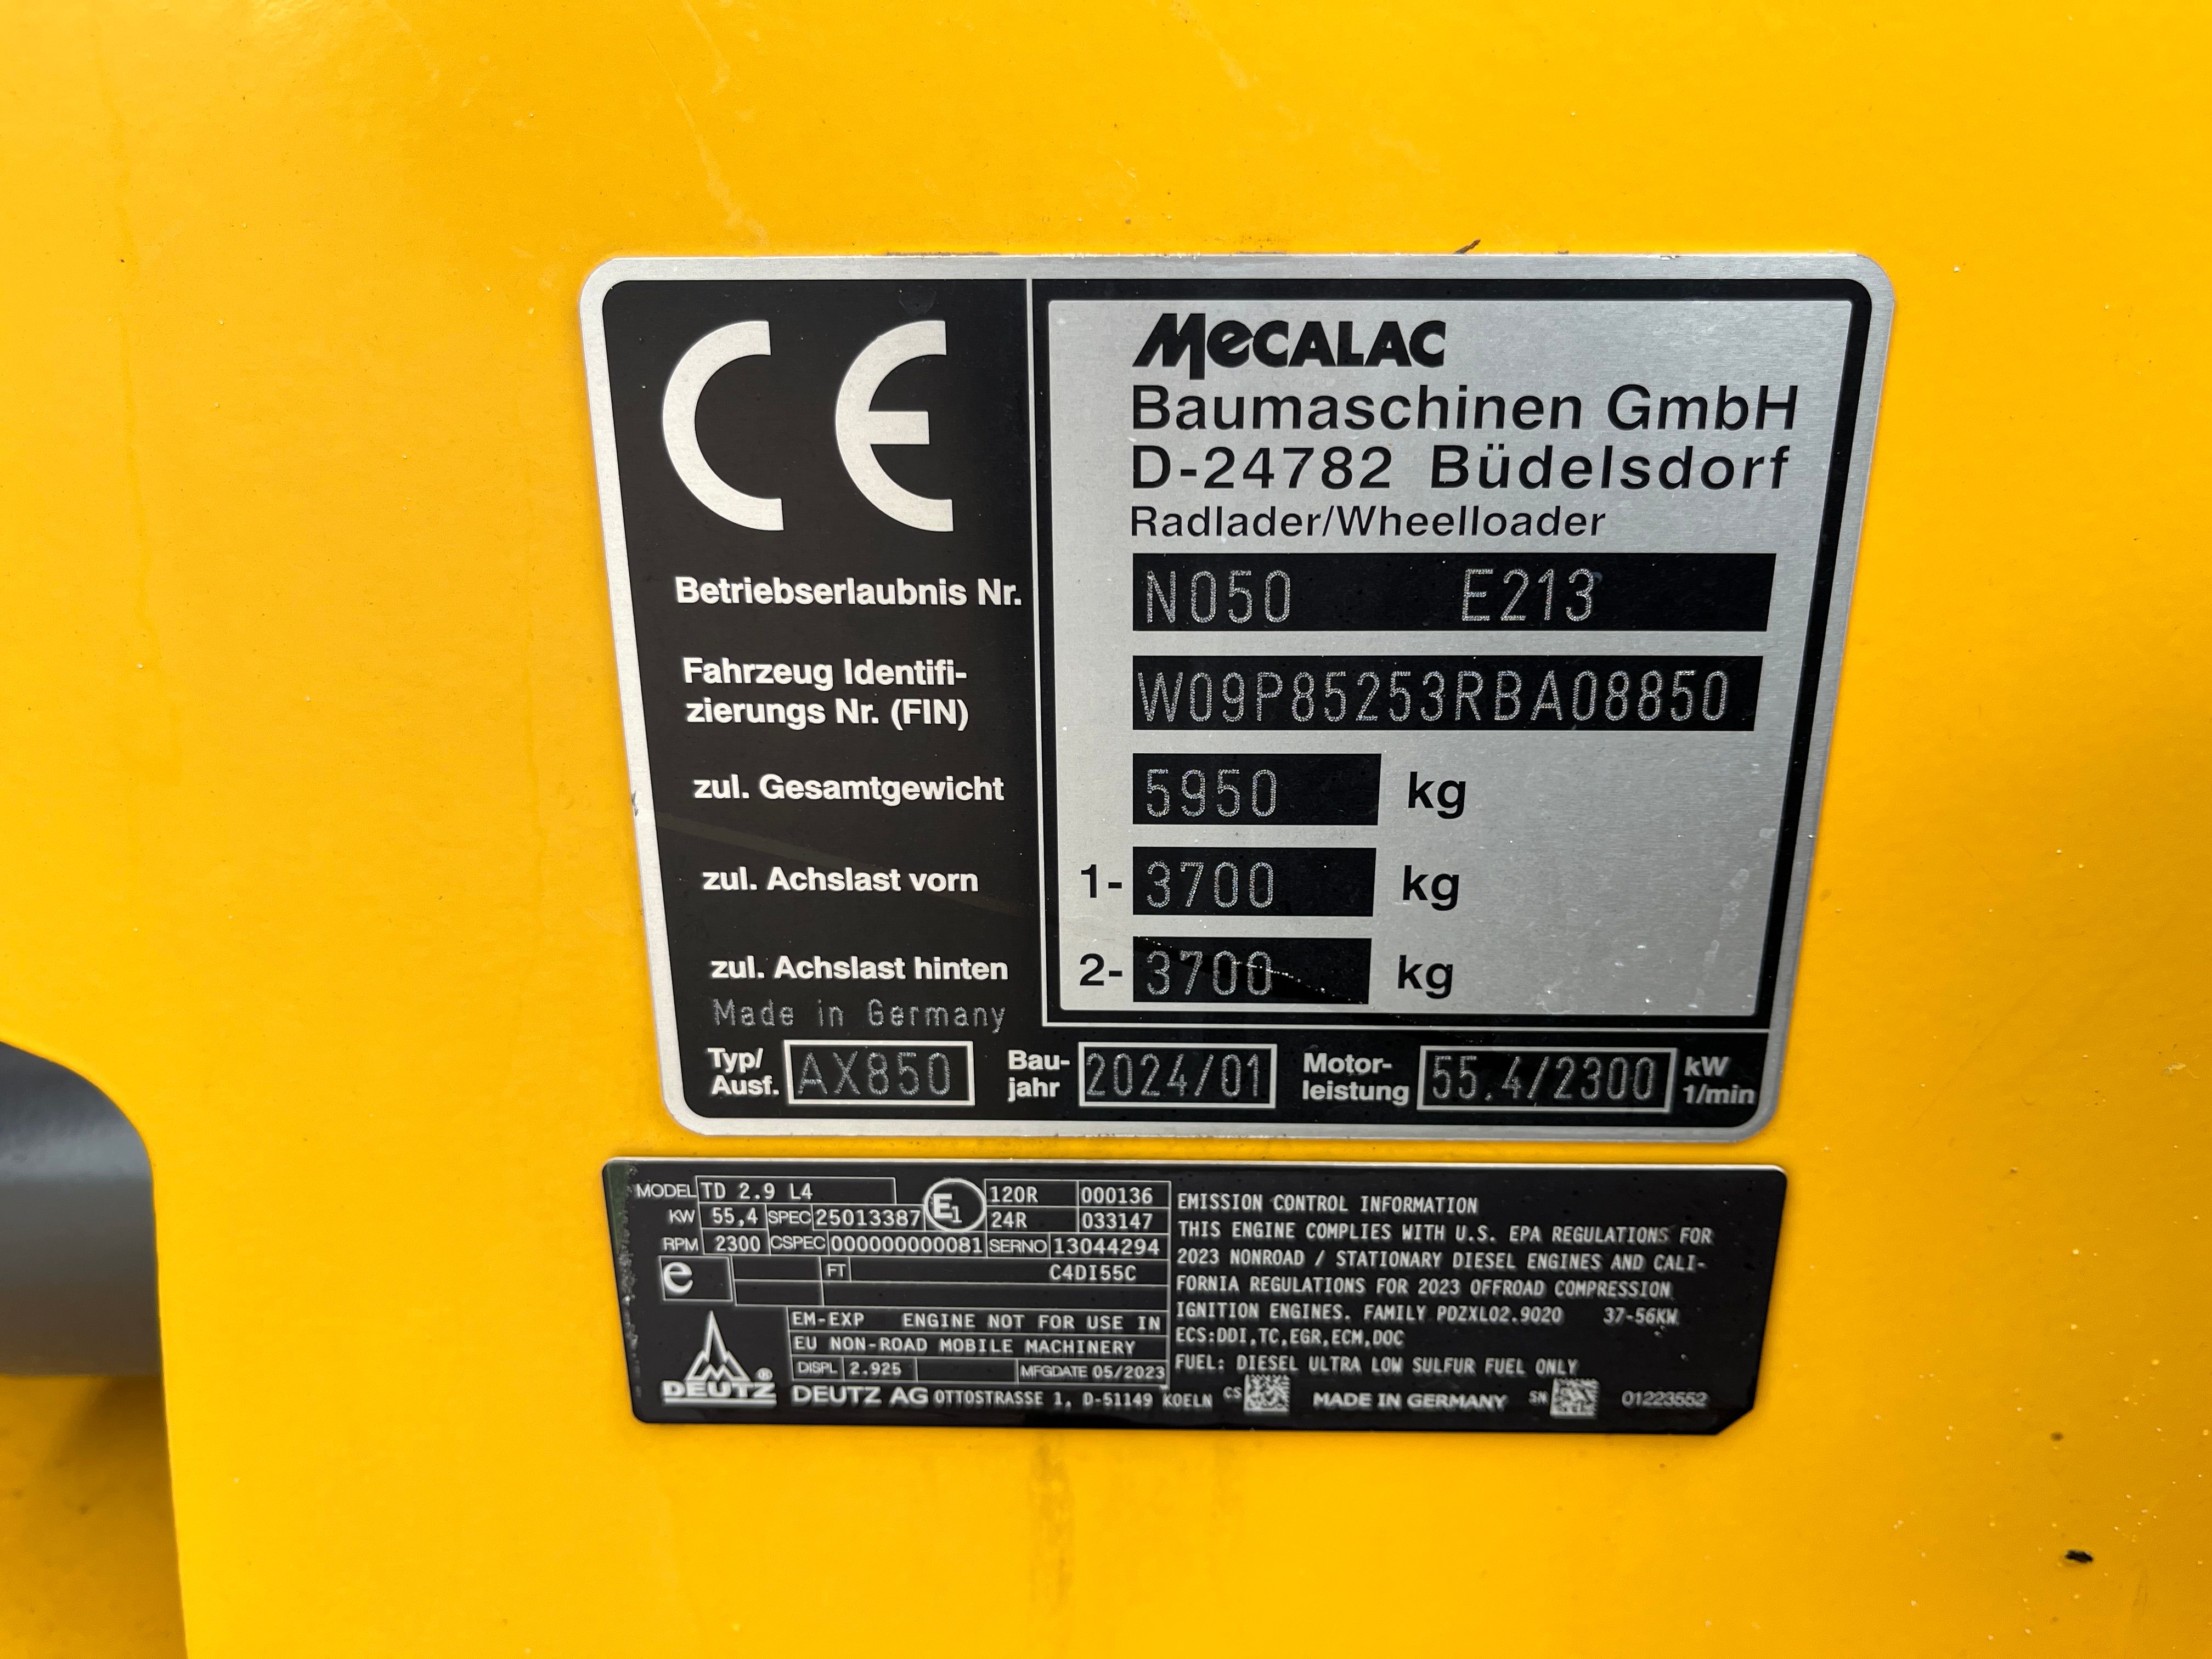 CE
MeCALAC
Baumaschinen GmbH
D-24782 Büdelsdorf
Radlader/Wheelloader
Betriebserlaubnis Nr. N050 E213
Fahrzeug Identifi-
zierungs Nr. (FIN) W09P85253RBA08850
zul. Gesamtgewicht 5950 kg
zul. Achslast vorn 1- 3700 kg
zul. Achslast hinten 2- 3700 kg
Made in Germany
Typ/
Ausf. AX850
Bau-
jahr 2024/01
Motor-
leistung 55.4/2300 kW
1/min
MODEL TD 2.9 L4
KW 55,4 SPEC 25013387
E1
120R 000136
24R 033147
RPM 2300 CSPEC 000000000081 SERNO 13044294
e
FT C4DI55C
EM-EXP ENGINE NOT FOR USE IN
EU NON-ROAD MOBILE MACHINERY
DISPL 2.925 MFGDATE 05/2023
DEUTZ ®
EMISSION CONTROL INFORMATION
THIS ENGINE COMPLIES WITH U.S. EPA REGULATIONS FOR
2023 NONROAD / STATIONARY DIESEL ENGINES AND CALI-
FORNIA REGULATIONS FOR 2023 OFFROAD COMPRESSION
IGNITION ENGINES. FAMILY PDZXL02.9020 37-56KW
ECS:DDI,TC,EGR,ECM,DOC
FUEL: DIESEL ULTRA LOW SULFUR FUEL ONLY
DEUTZ AG OTTOSTRASSE 1, D-51149 KOELN CS MADE IN GERMANY SN 01223552